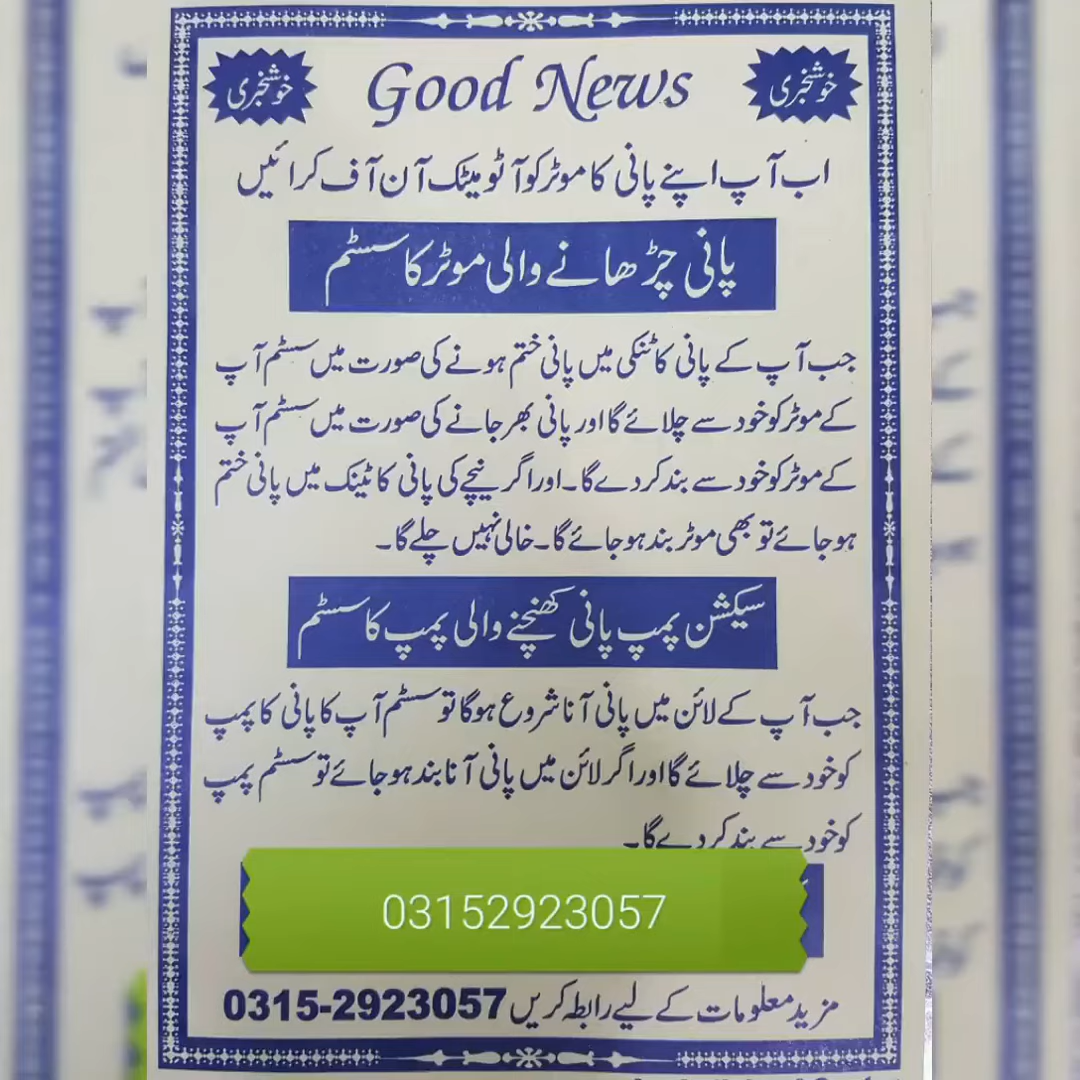 خوشخبری Good News خوشخبری
اب آپ اپنے پانی کا موٹر کو آٹو میٹک آن آف کرائیں
پانی چڑھانے والی موٹر کا سسٹم
جب آپ کے پانی کا ٹنکی میں پانی ختم ہونے کی صورت میں سسٹم آپ
کے موٹر کو خود سے چلائے گا اور پانی بھر جانے کی صورت میں سسٹم آپ
کے موٹر کو خود سے بند کر دے گا۔ اور اگر نیچے کی پانی کا ٹینک میں پانی ختم
ہو جائے تو بھی موٹر بند ہو جائے گا۔ خالی نہیں چلے گا۔
سیکشن پمپ پانی کھنچنے والی پمپ کا سسٹم
جب آپ کے لائن میں پانی آنا شروع ہوگا تو سسٹم آپ کا پانی کا پمپ
کو خود سے چلائے گا اور اگر لائن میں پانی آنا بند ہو جائے تو سسٹم پمپ
کو خود سے بند کر دے گا۔
03152923057
مزید معلومات کے لیے رابطہ کریں 0315-2923057